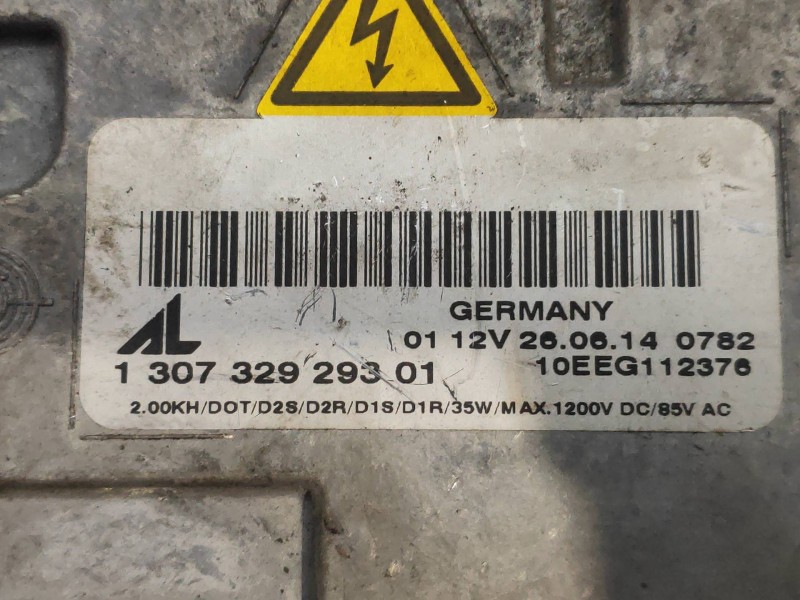 GERMANY
AL
01 12V 26.06.14 0782
1 307 329 293 01
10EEG112376
2.00KH/DOT/D2S/D2R/D1S/D1R/35W/MAX.1200V DC/85V AC